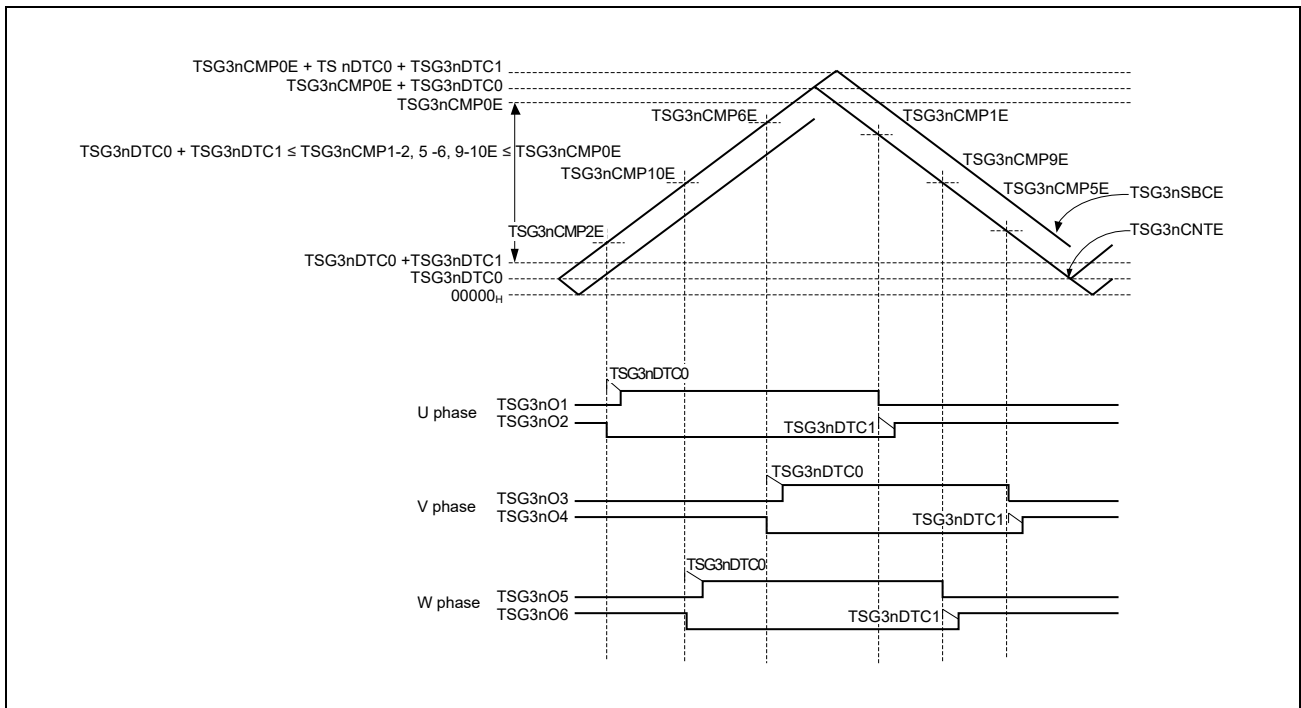 TSG3nCMP0E + TS nDTC0 + TSG3nDTC1
TSG3nCMP0E + TSG3nDTC0
TSG3nCMP0E
TSG3nCMP6E
TSG3nCMP1E
TSG3nDTC0 + TSG3nDTC1 ≤ TSG3nCMP1-2, 5 -6, 9-10E ≤ TSG3nCMP0E
TSG3nCMP10E
TSG3nCMP9E
TSG3nCMP5E
TSG3nSBCE
TSG3nCMP2E
TSG3nCNTE
TSG3nDTC0 +TSG3nDTC1
TSG3nDTC0
00000H
TSG3nDTC0
U phase
TSG3nO1
TSG3nO2
TSG3nDTC1
TSG3nDTC0
V phase
TSG3nO3
TSG3nO4
TSG3nDTC1
TSG3nDTC0
W phase
TSG3nO5
TSG3nO6
TSG3nDTC1